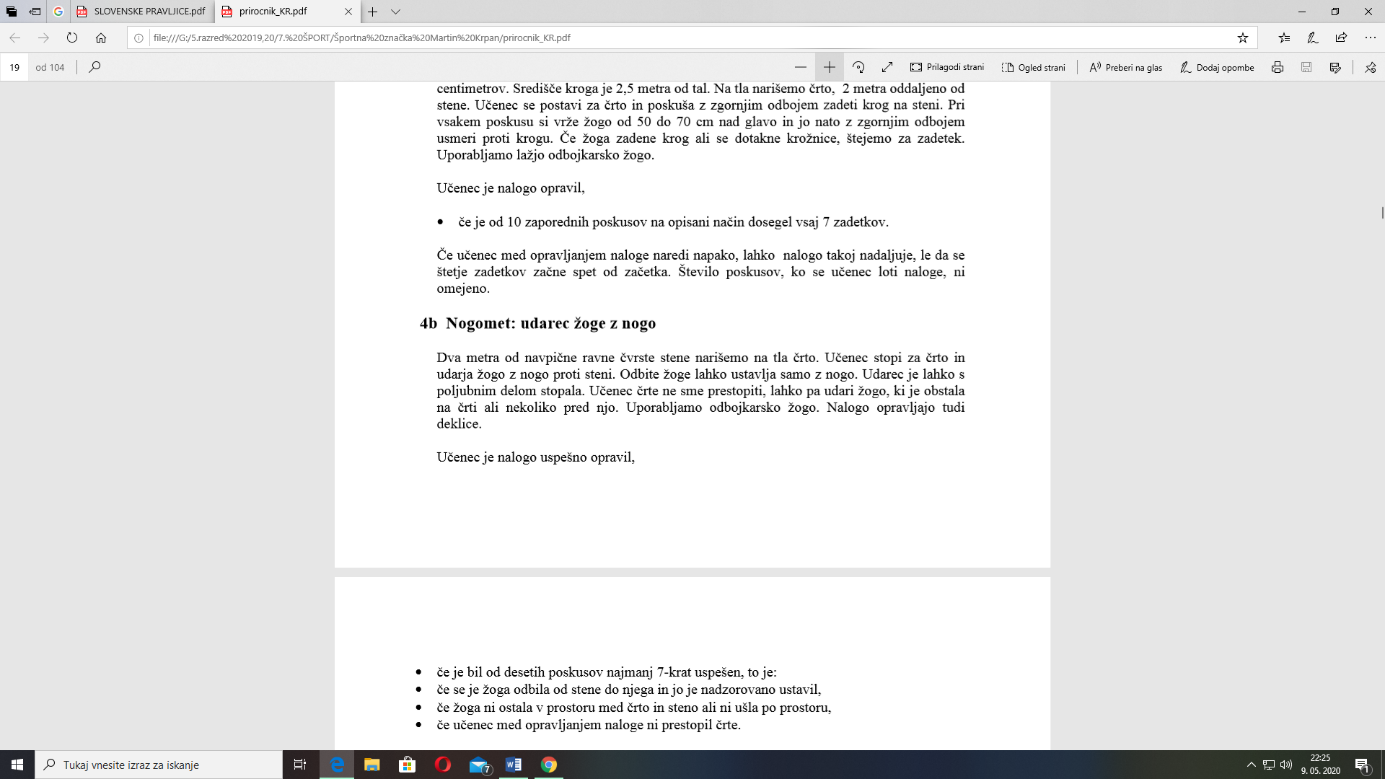 SLOVENSKE PRAVLJICE.pdf
prirocnik_KR.pdf
file:///G:/5.razred%202019,20/7.%20ŠPORT/Športna%20značka%20Martin%20Krpan/prirocnik_KR.pdf
19 od 104
Prilagodi strani
Ogled strani
Preberi na glas
Dodaj opombe
centimetrov. Središče kroga je 2,5 metra od tal. Na tla narišemo črto, 2 metra oddaljeno od
stene. Učenec se postavi za črto in poskuša z zgornjim odbojem zadeti krog na steni. Pri
vsakem poskusu si vrže žogo od 50 do 70 cm nad glavo in jo nato z zgornjim odbojem
usmeri proti krogu. Če žoga zadene krog ali se dotakne krožnice, štejemo za zadetek.
Uporabljamo lažjo odbojkarsko žogo.
Učenec je nalogo opravil,
• če je od 10 zaporednih poskusov na opisani način dosegel vsaj 7 zadetkov.
Če učenec med opravljanjem naloge naredi napako, lahko nalogo takoj nadaljuje, le da se
štetje zadetkov začne spet od začetka. Število poskusov, ko se učenec loti naloge, ni
omejeno.
4b Nogomet: udarec žoge z nogo
Dva metra od navpične ravne čvrste stene narišemo na tla črto. Učenec stopi za črto in
udarja žogo z nogo proti steni. Odbite žoge lahko ustavlja samo z nogo. Udarec je lahko s
poljubnim delom stopala. Učenec črte ne sme prestopiti, lahko pa udari žogo, ki je obstala
na črti ali nekoliko pred njo. Uporabljamo odbojkarsko žogo. Nalogo opravljajo tudi
deklice.
Učenec je nalogo uspešno opravil,
• če je bil od desetih poskusov najmanj 7-krat uspešen, to je:
• če se je žoga odbila od stene do njega in jo je nadzorovano ustavil,
• če žoga ni ostala v prostoru med črto in steno ali ni ušla po prostoru,
• če učenec med opravljanjem naloge ni prestopil črte.
Tukaj vnesite izraz za iskanje
7
22:25
9. 05. 2020
1